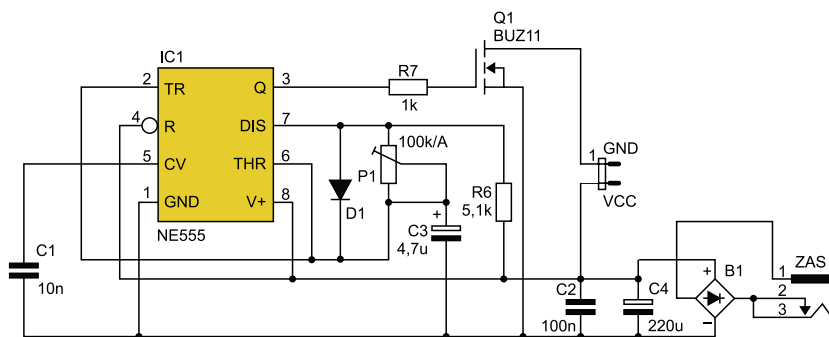 Q1
BUZ11
IC1
2 TR Q 3
R7
1k
4 R DIS 7
100k/A
5 CV THR 6
P1
1 GND V+ 8
NE555
D1
R6
5,1k
1 GND
VCC
C1
10n
+
C3
4,7u
C2
100n
C4
220u
+
B1
–
1 ZAS
2
3